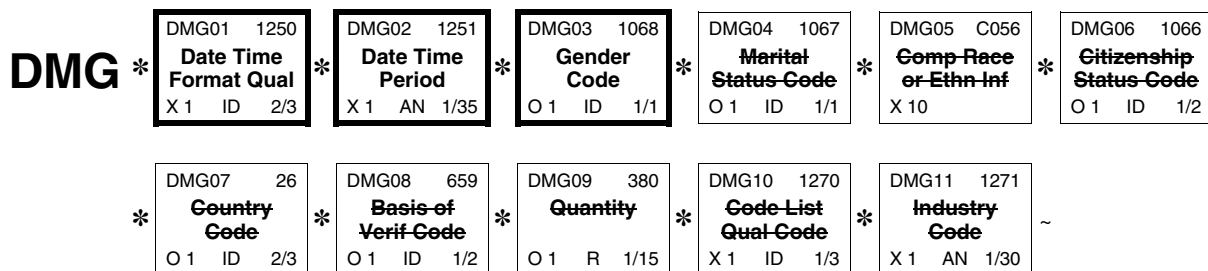 DMG01 1250 DMG02 1251 DMG03 1068 DMG04 1067 DMG05 C056 DMG06 1066
DMG * Date Time * Date Time * Gender * Marital * Comp Race * Citizenship
Format Qual Period Code Status Code or Ethn Inf Status Code
X 1 ID 2/3 X 1 AN 1/35 O 1 ID 1/1 O 1 ID 1/1 X 10 O 1 ID 1/2
DMG07 26 DMG08 659 DMG09 380 DMG10 1270 DMG11 1271
* Country * Basis of * Quantity * Code List * Industry ~
Code Verif Code Qual Code Code
O 1 ID 2/3 O 1 ID 1/2 O 1 R 1/15 X 1 ID 1/3 X 1 AN 1/30